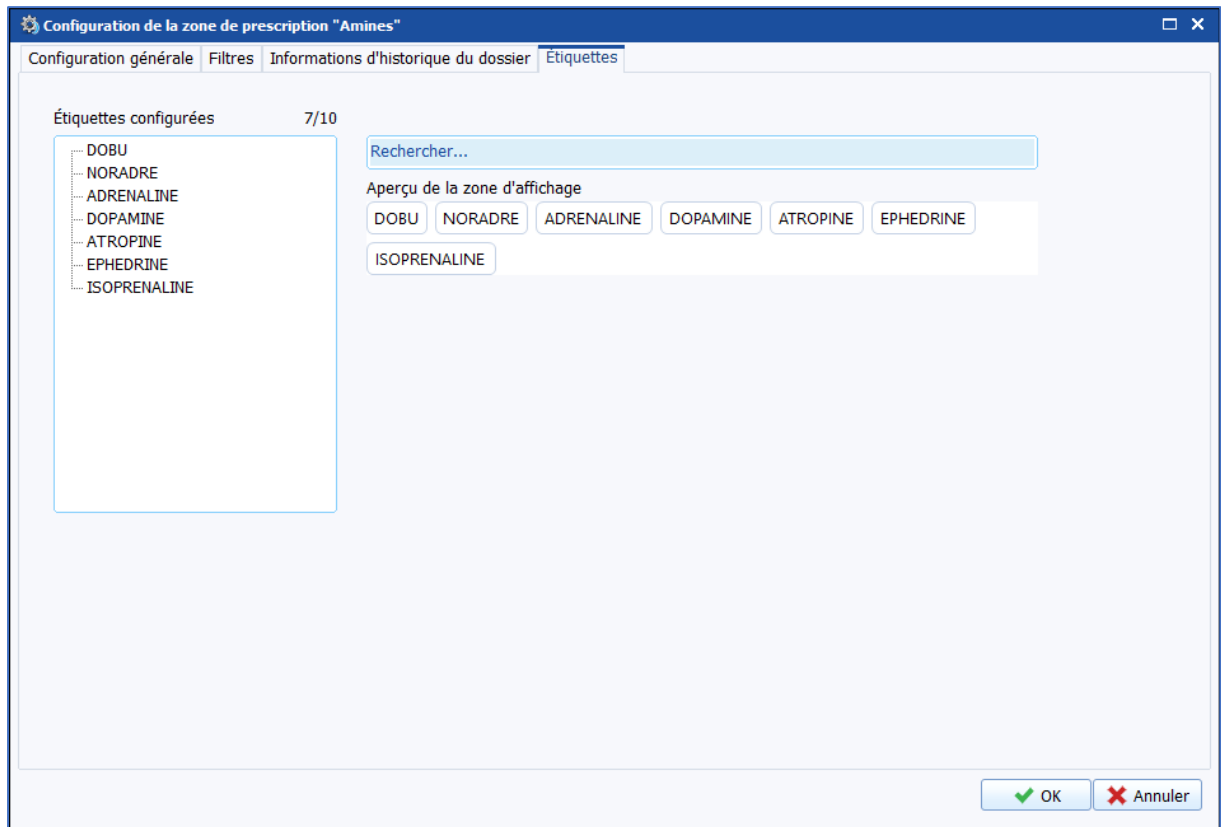 Configuration de la zone de prescription "Amines"
Configuration générale Filtres Informations d'historique du dossier Étiquettes
Étiquettes configurées 7/10
DOBU
NORADRE
ADRENALINE
DOPAMINE
ATROPINE
EPHEDRINE
ISOPRENALINE
Rechercher...
Aperçu de la zone d'affichage
DOBU NORADRE ADRENALINE DOPAMINE ATROPINE EPHEDRINE
ISOPRENALINE
OK Annuler